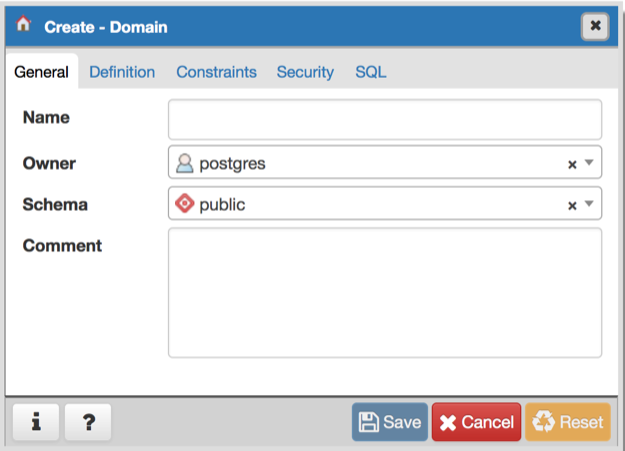 Create - Domain
General Definition Constraints Security SQL
Name
Owner postgres
Schema public
Comment
i ? Save Cancel Reset